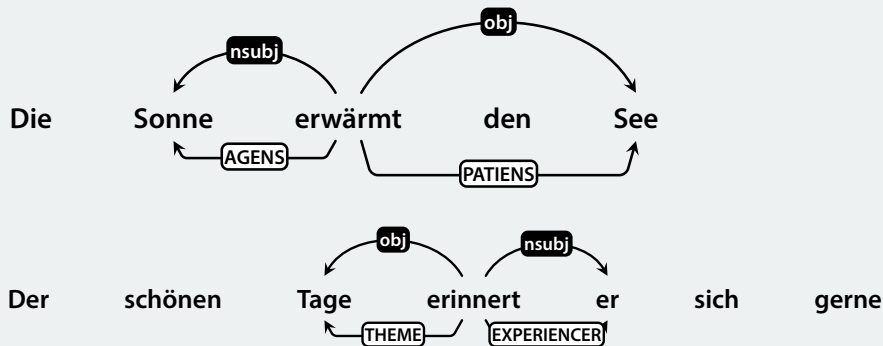 nsubj obj
Die Sonne erwärmt den See
AGENS PATIENS
obj nsubj
Der schönen Tage erinnert er sich gerne
THEME EXPERIENCER